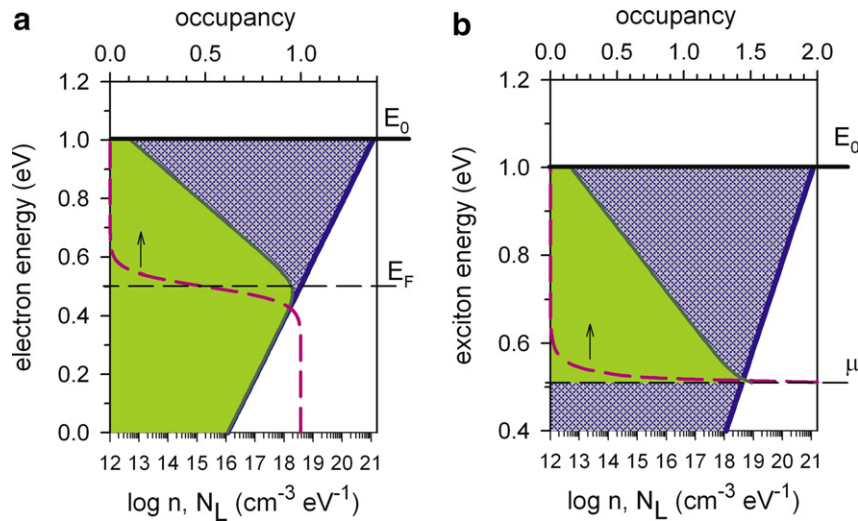 a
occupancy
0.0 0.5 1.0
electron energy (eV)
1.2
1.0
0.8
0.6
0.4
0.2
0.0
E₀
E_F
12 13 14 15 16 17 18 19 20 21
log n, N_L (cm⁻³ eV⁻¹)
b
occupancy
0.0 0.5 1.0 1.5 2.0
exciton energy (eV)
1.2
1.0
0.8
0.6
0.4
E₀
μ
12 13 14 15 16 17 18 19 20 21
log n, N_L (cm⁻³ eV⁻¹)